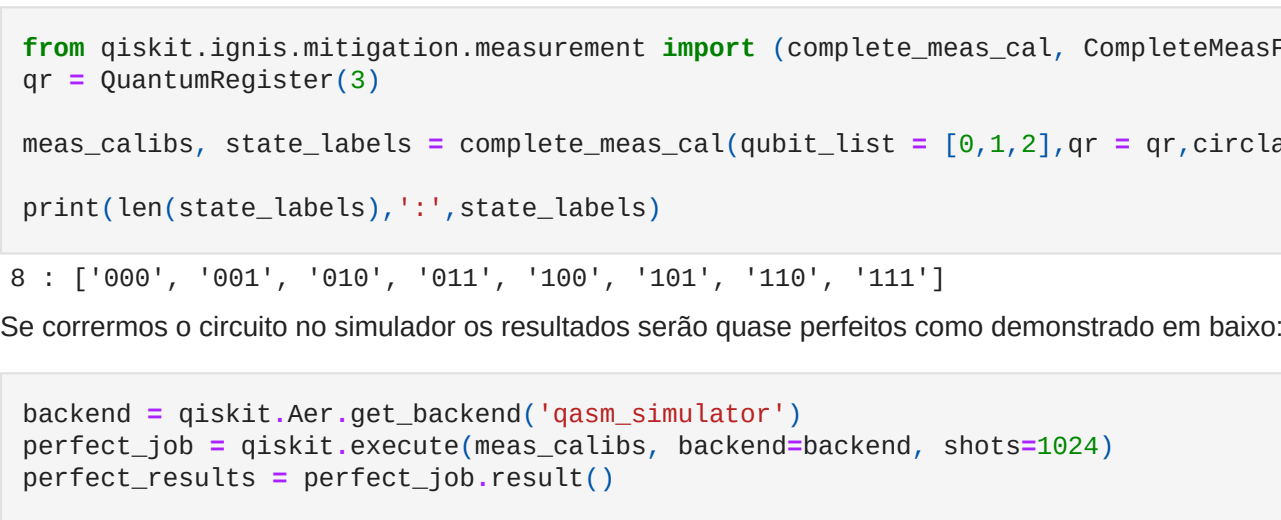 from qiskit.ignis.mitigation.measurement import (complete_meas_cal, CompleteMeasF
qr = QuantumRegister(3)
meas_calibs, state_labels = complete_meas_cal(qubit_list = [0,1,2],qr = qr,circla
print(len(state_labels),':',state_labels)
8 : ['000', '001', '010', '011', '100', '101', '110', '111']
Se corrermos o circuito no simulador os resultados serão quase perfeitos como demonstrado em baixo:
backend = qiskit.Aer.get_backend('qasm_simulator')
perfect_job = qiskit.execute(meas_calibs, backend=backend, shots=1024)
perfect_results = perfect_job.result()